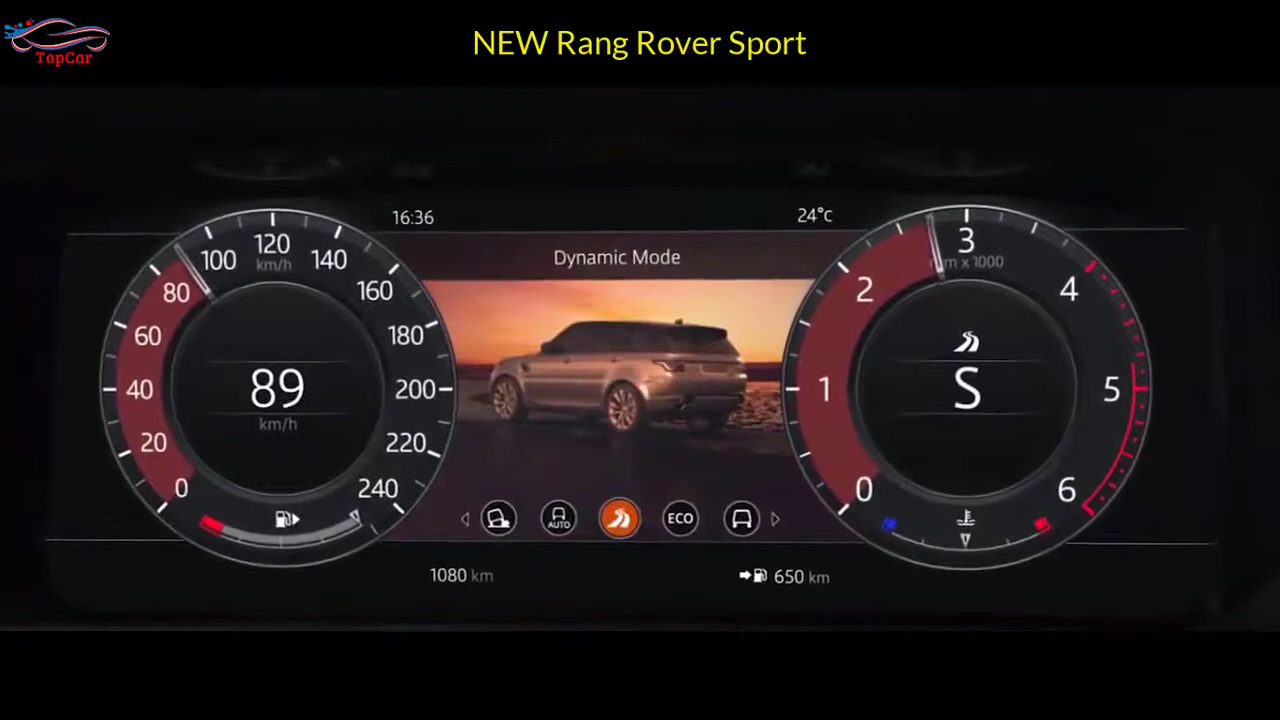 NEW Rang Rover Sport
TopCar
16:36
24°C
Dynamic Mode
0
20
40
60
80
100
120
140
160
180
200
220
240
km/h
89
km/h
0
1
2
3
4
5
6
x 1000
S
AUTO
ECO
1080 km
650 km